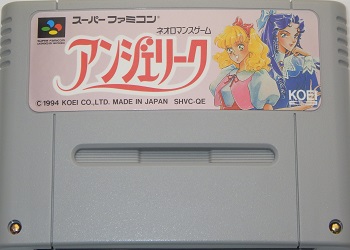 スーパーファミコン
ネオロマンスゲーム
アンジェリーク
©1994 KOEI CO.,LTD. MADE IN JAPAN SHVC-QE
KOEI